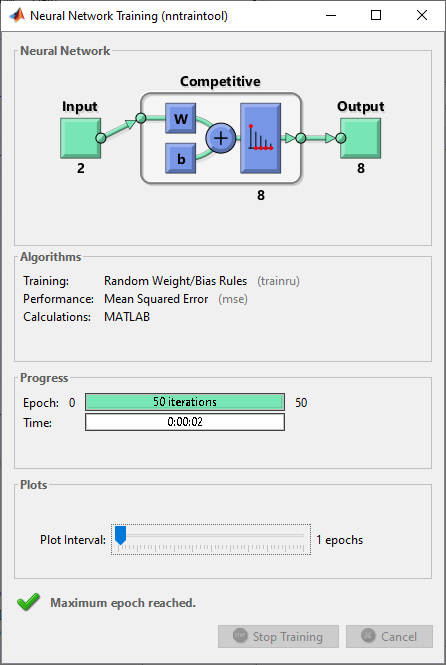 Neural Network Training (nntraintool)
Neural Network
Competitive
Input
Output
W
b
+
2
8
8
Algorithms
Training: Random Weight/Bias Rules (trainru)
Performance: Mean Squared Error (mse)
Calculations: MATLAB
Progress
Epoch: 0 50 iterations 50
Time: 0:00:02
Plots
Plot Interval: 1 epochs
Maximum epoch reached.
Stop Training Cancel